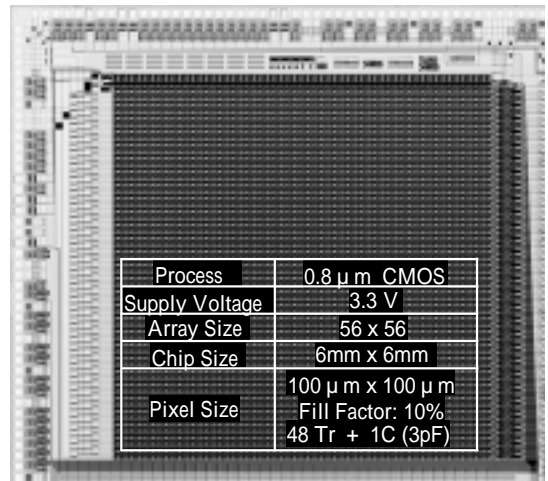 Process 0.8 μ m CMOS
Supply Voltage 3.3 V
Array Size 56 x 56
Chip Size 6mm x 6mm
Pixel Size 100 μ m x 100 μ m
Fill Factor: 10%
48 Tr + 1C (3pF)